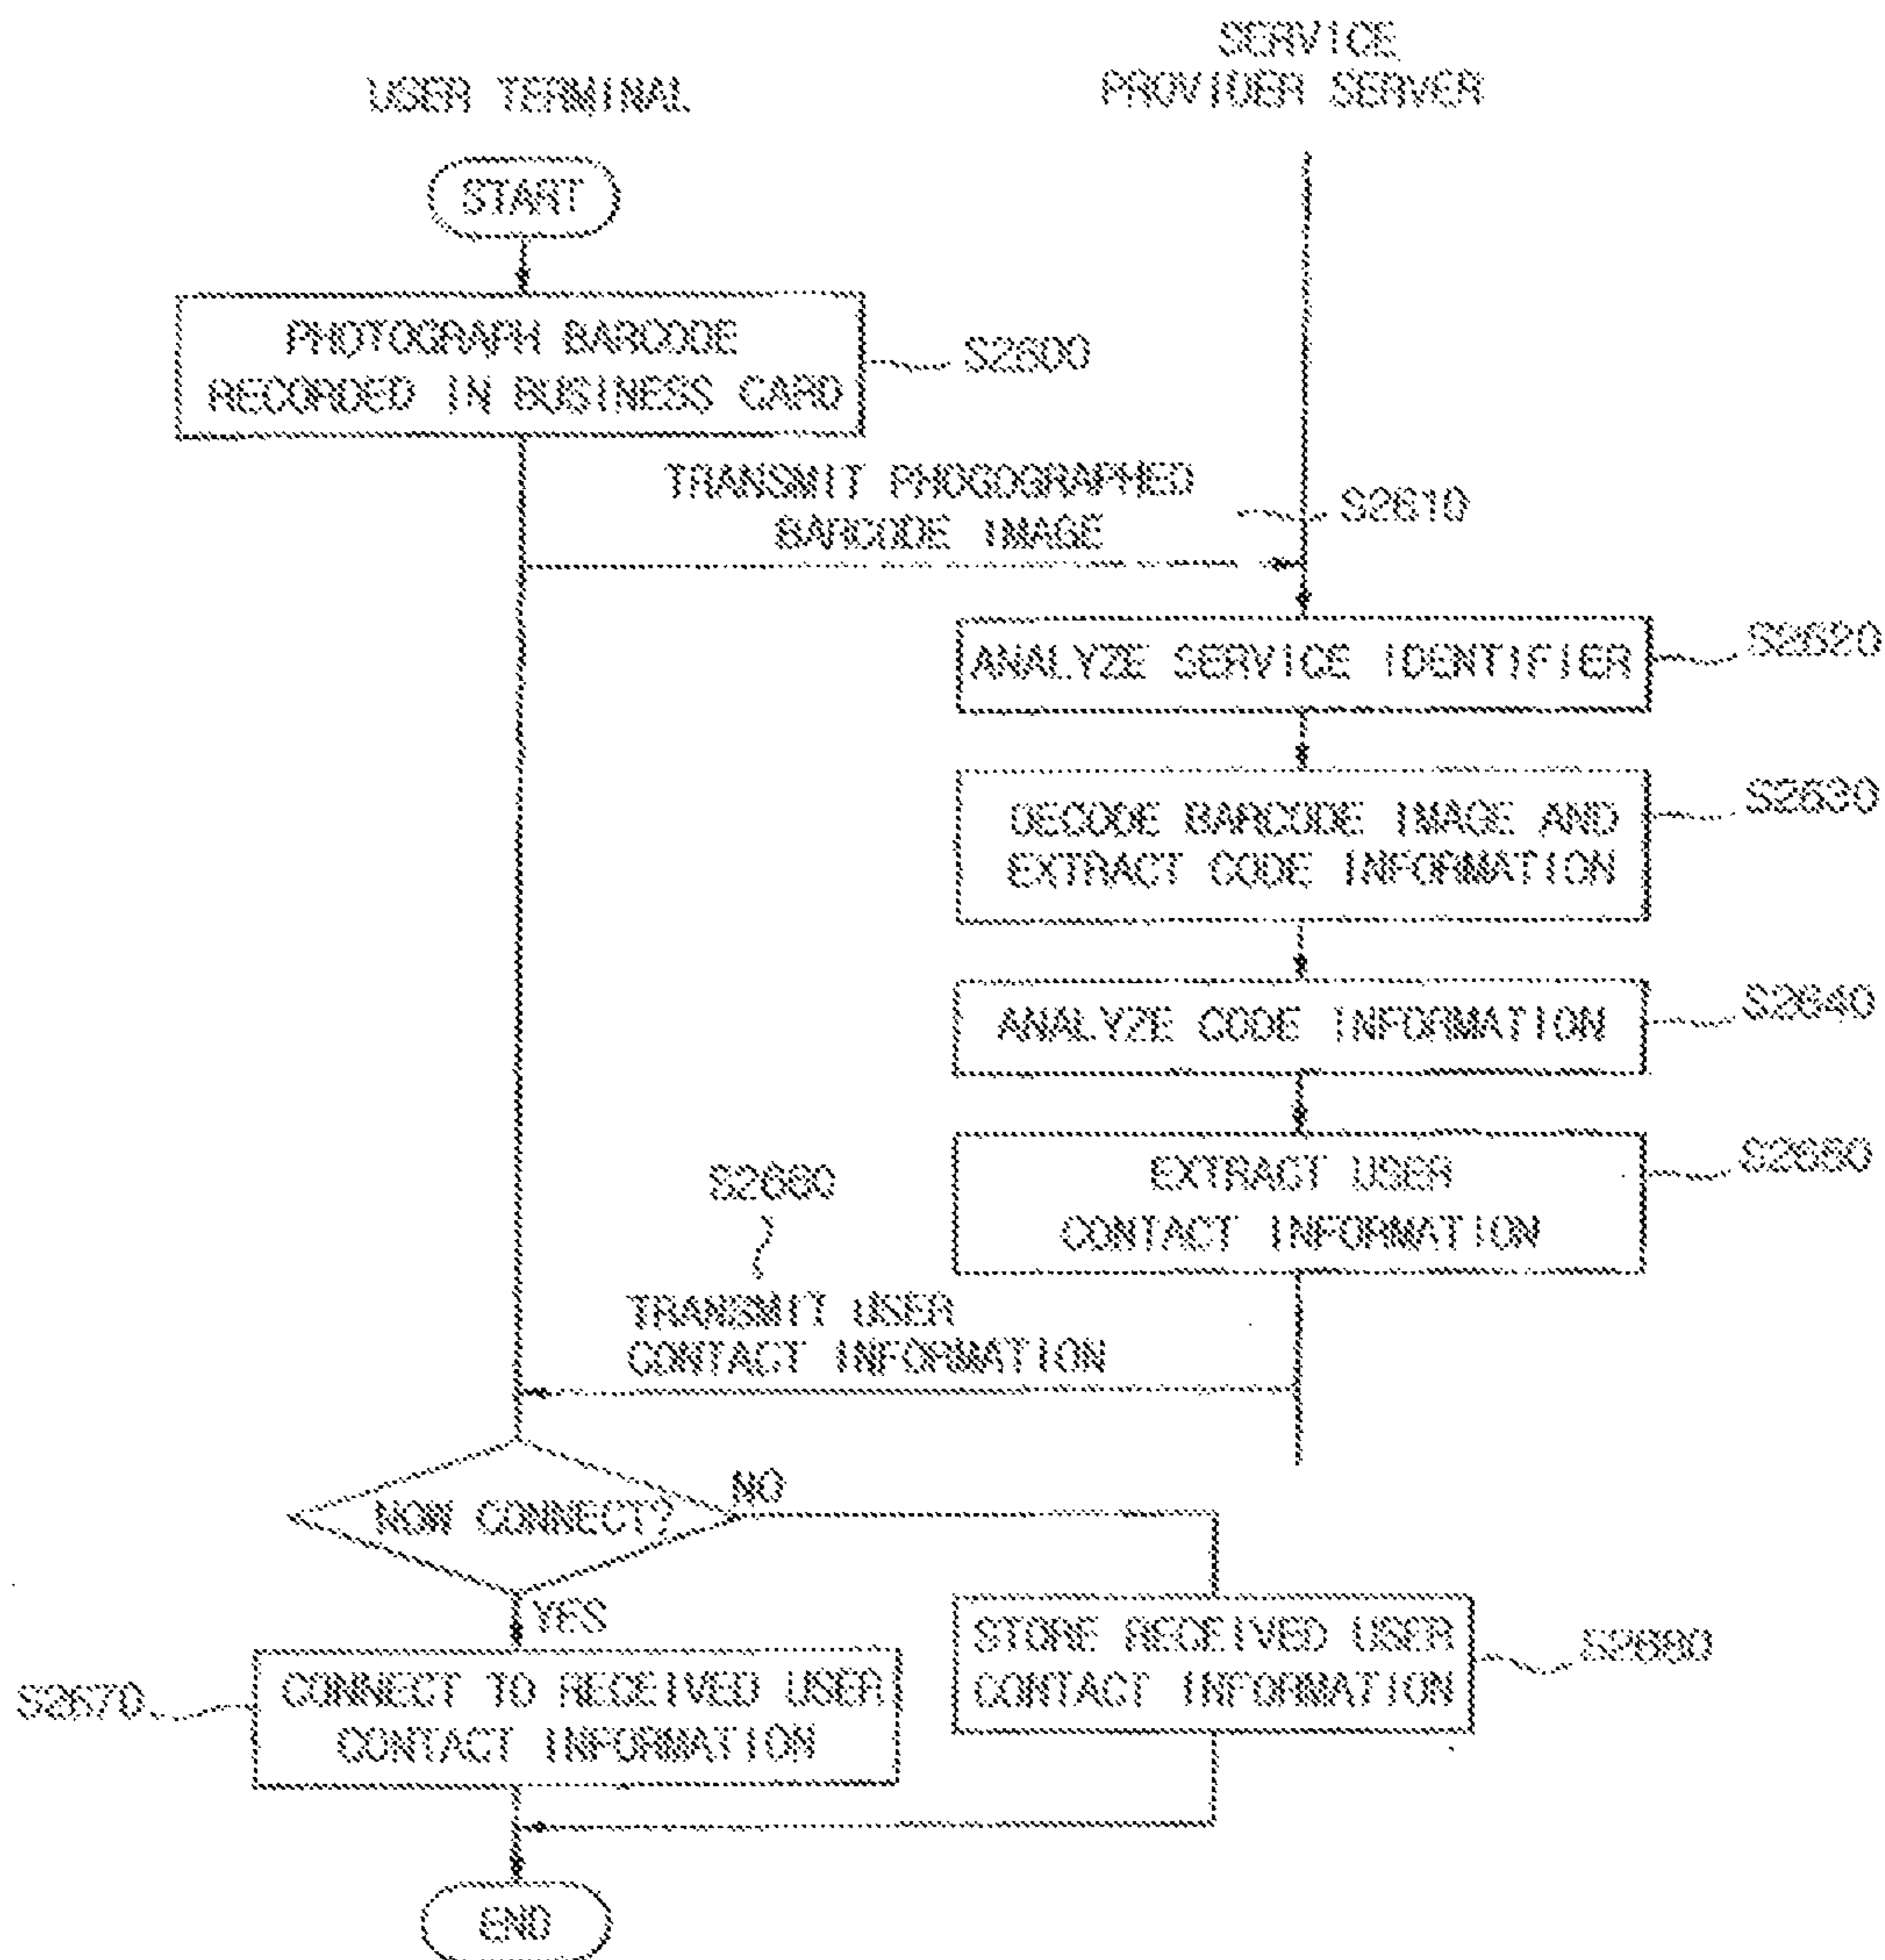 SERVICE
PROVIDER SERVER
USER TERMINAL
START
PHOTOGRAPH BARCODE
RECORDED IN BUSINESS CARD
S2600
TRANSMIT PHOGOGRAPHED
BARCODE IMAGE
S2610
ANALYZE SERVICE IDENTIFIER
S2620
DECODE BARCODE IMAGE AND
EXTRACT CODE INFORMATION
S2630
ANALYZE CODE INFORMATION
S2640
EXTRACT USER
CONTACT INFORMATION
S2650
S2660
TRANSMIT USER
CONTACT INFORMATION
NOW CONNECT?
NO
YES
STORE RECEIVED USER
CONTACT INFORMATION
S2680
S2670
CONNECT TO RECEIVED USER
CONTACT INFORMATION
END